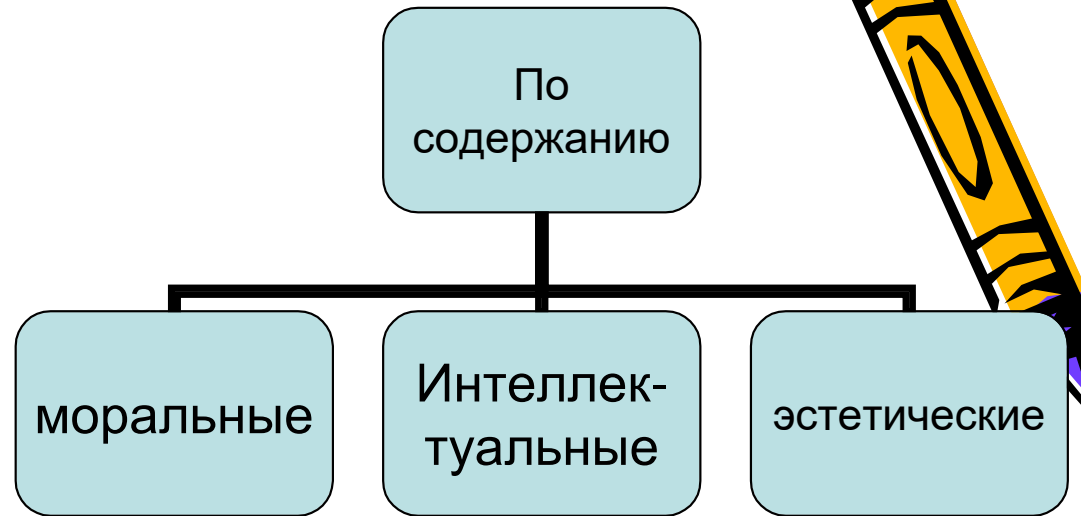 По
содержанию
моральные
Интеллек-
туальные
эстетические